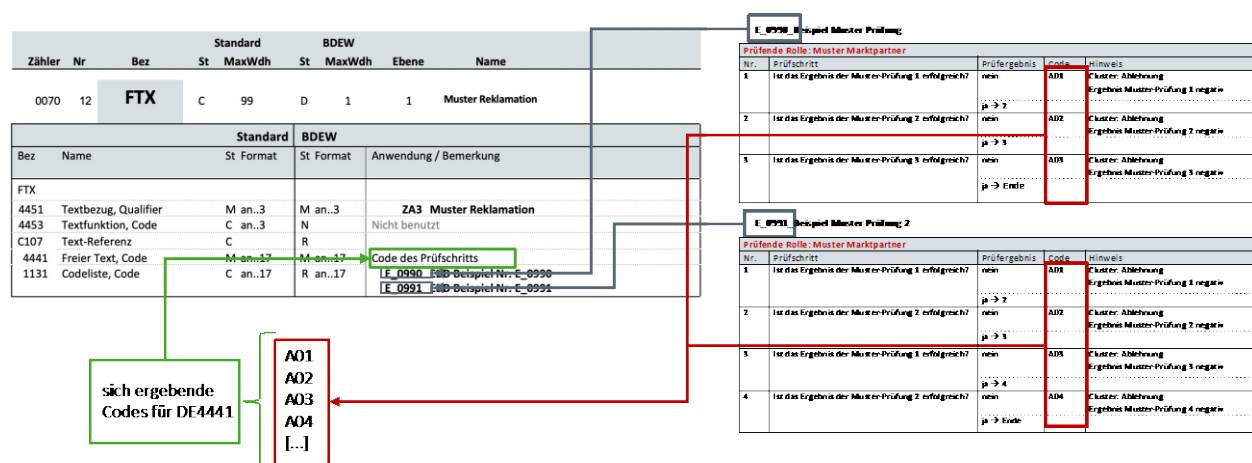 Standard BDEW
Zähler Nr Bez St MaxWdh St MaxWdh Ebene Name
0070 12 FTX C 99 D 1 1 Muster Reklamation
Standard BDEW
Bez Name St Format St Format Anwendung / Bemerkung
FTX
4451 Textbezug, Qualifier M an..3 M an..3 ZA3 Muster Reklamation
4453 Textfunktion, Code C an..3 N Nicht benutzt
C107 Text-Referenz C R
4441 Freier Text, Code M an..17 M an..17 Code des Prüfschritts
1131 Codeliste, Code C an..17 R an..17 E_0990 EBD Beispiel Nr. E_0990
E_0991 EBD Beispiel Nr. E_0991
sich ergebende
Codes für DE4441
A01
A02
A03
A04
[...]
E_0990_Beispiel Muster Prüfung
Prüfende Rolle: Muster Marktpartner
Nr. Prüfschritt Prüfergebnis Code Hinweis
1 Ist das Ergebnis der Muster-Prüfung 1 erfolgreich? nein A01 Cluster: Ablehnung
Ergebnis Muster-Prüfung 1 negativ
ja → 2
2 Ist das Ergebnis der Muster-Prüfung 2 erfolgreich? nein A02 Cluster: Ablehnung
Ergebnis Muster-Prüfung 2 negativ
ja → 3
3 Ist das Ergebnis der Muster-Prüfung 3 erfolgreich? nein A03 Cluster: Ablehnung
Ergebnis Muster-Prüfung 3 negativ
ja → Ende
E_0991_Beispiel Muster Prüfung 2
Prüfende Rolle: Muster Marktpartner
Nr. Prüfschritt Prüfergebnis Code Hinweis
1 Ist das Ergebnis der Muster-Prüfung 1 erfolgreich? nein A01 Cluster: Ablehnung
Ergebnis Muster-Prüfung 1 negativ
ja → 2
2 Ist das Ergebnis der Muster-Prüfung 2 erfolgreich? nein A02 Cluster: Ablehnung
Ergebnis Muster-Prüfung 2 negativ
ja → 3
3 Ist das Ergebnis der Muster-Prüfung 1 erfolgreich? nein A03 Cluster: Ablehnung
Ergebnis Muster-Prüfung 3 negativ
ja → 4
4 Ist das Ergebnis der Muster-Prüfung 2 erfolgreich? nein A04 Cluster: Ablehnung
Ergebnis Muster-Prüfung 4 negativ
ja → Ende